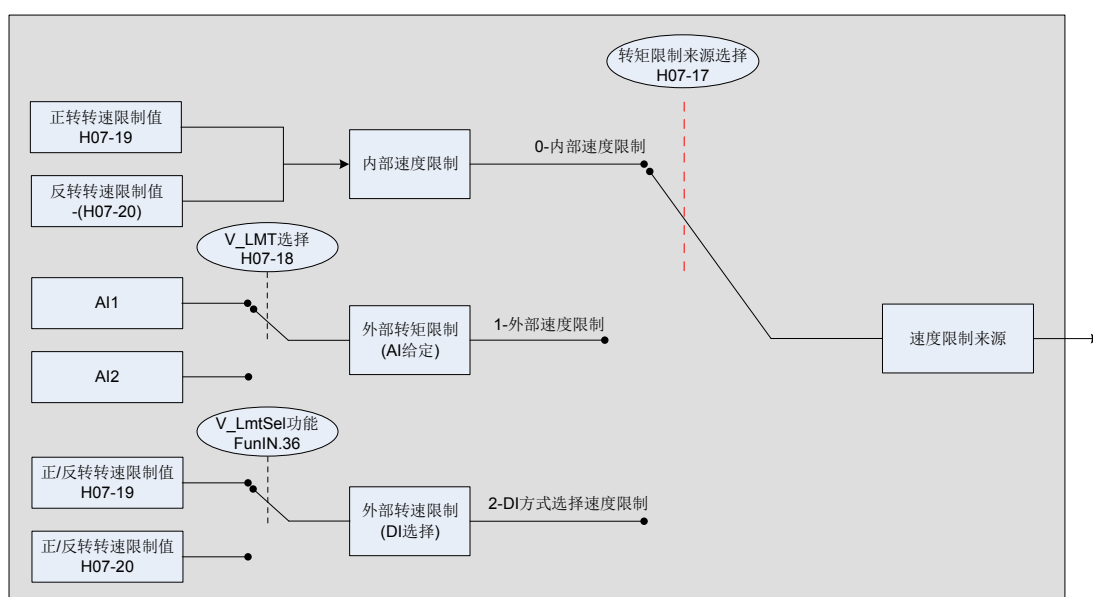 转矩限制来源选择
H07-17
正转转速限制值
H07-19
内部速度限制
0-内部速度限制
反转转速限制值
-(H07-20)
V_LMT选择
H07-18
AI1
外部转矩限制
(AI给定)
1-外部速度限制
速度限制来源
AI2
V_LmtSel功能
FunIN.36
正/反转转速限制值
H07-19
外部转速限制
(DI选择)
2-DI方式选择速度限制
正/反转转速限制值
H07-20